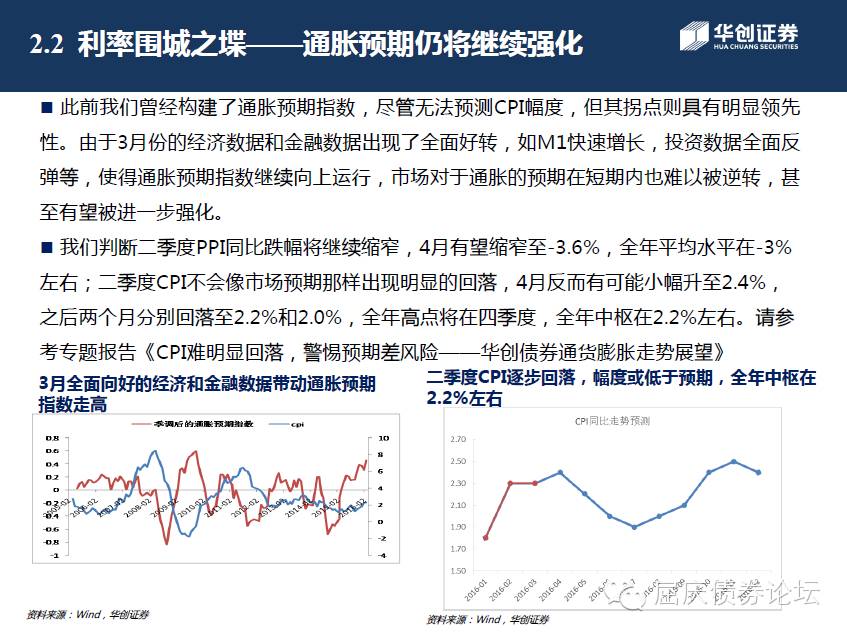 2.2 利率围城之堞——通胀预期仍将继续强化
华创证券
HUA CHUANG SECURITIES
■ 此前我们曾经构建了通胀预期指数，尽管无法预测CPI幅度，但其拐点则具有明显领先
性。由于3月份的经济数据和金融数据出现了全面好转，如M1快速增长，投资数据全面反
弹等，使得通胀预期指数继续向上运行，市场对于通胀的预期在短期内也难以被逆转，甚
至有望被进一步强化。
■ 我们判断二季度PPI同比跌幅将继续缩窄，4月有望缩窄至-3.6%，全年平均水平在-3%
左右；二季度CPI不会像市场预期那样出现明显的回落，4月反而有可能小幅升至2.4%，
之后两个月分别回落至2.2%和2.0%，全年高点将在四季度，全年中枢在2.2%左右。请参
考专题报告《CPI难明显回落，警惕预期差风险——华创债券通货膨胀走势展望》
3月全面向好的经济和金融数据带动通胀预期
指数走高
季调后的通胀预期指数 cpi
0.8
0.6
0.4
0.2
0
-0.2
-0.4
-0.6
-0.8
-1
10
8
6
4
2
0
-2
-4
2005-02 2006-02 2007-02 2008-02 2009-02 2010-02 2011-02 2012-02 2013-02 2014-02 2015-02 2016-02
资料来源：Wind，华创证券
二季度CPI逐步回落，幅度或低于预期，全年中枢在
2.2%左右
CPI同比走势预测
2.70
2.50
2.30
2.10
1.90
1.70
1.50
2016-01 2016-02 2016-03 2016-04 2016-05 2016-06
资料来源：Wind，华创证券
屈庆债券论坛